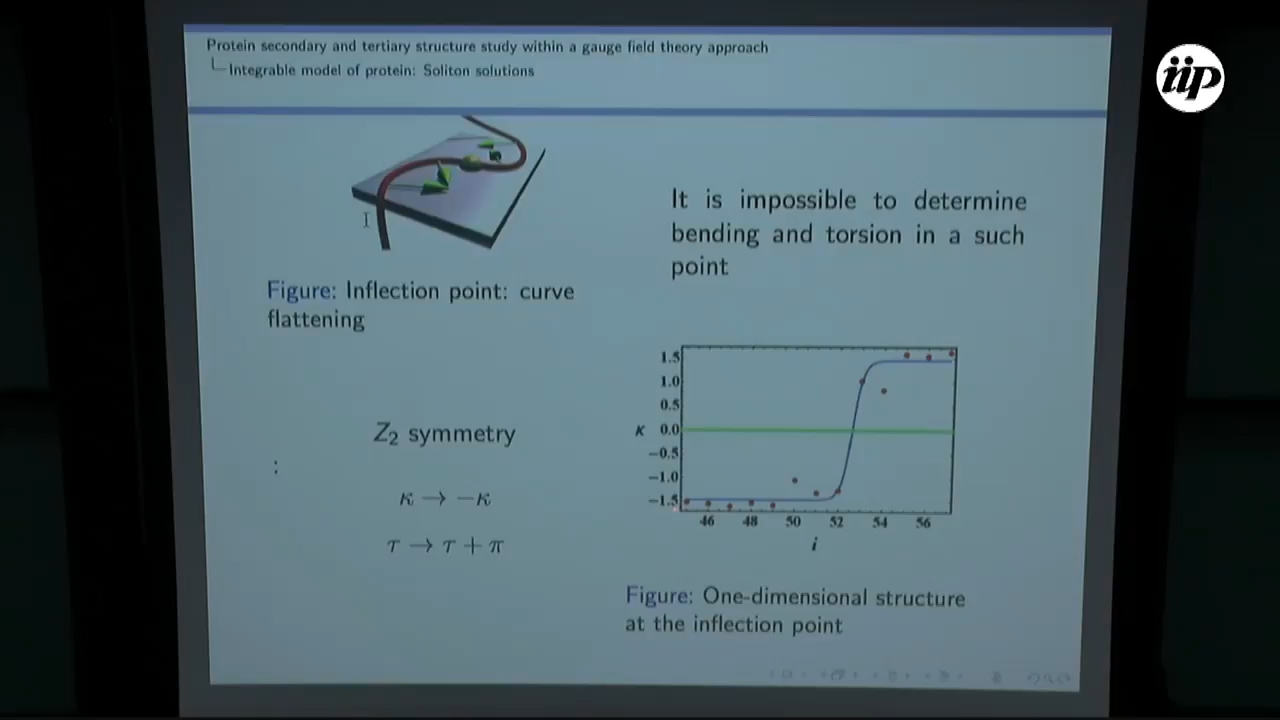 Protein secondary and tertiary structure study within a gauge field theory approach
Integrable model of protein: Soliton solutions
iip
It is impossible to determine
bending and torsion in a such
point
Figure: Inflection point: curve
flattening
Z₂ symmetry
:
κ → −κ
τ → τ + π
1.5
1.0
0.5
κ 0.0
−0.5
−1.0
−1.5
46 48 50 52 54 56
i
Figure: One-dimensional structure
at the inflection point